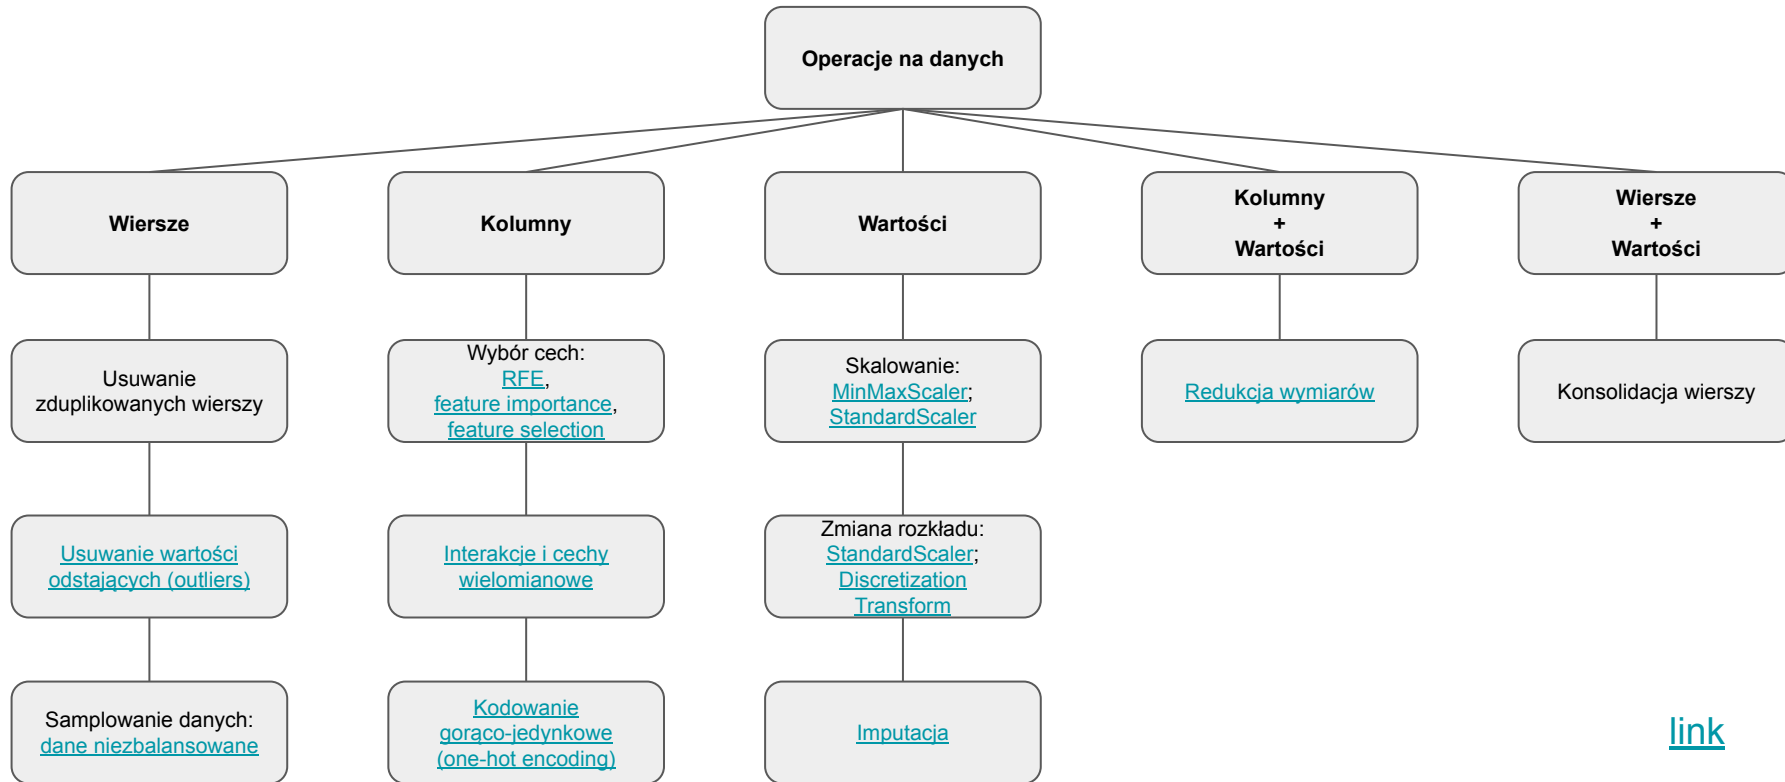 Operacje na danych
Wiersze
Kolumny
Wartości
Kolumny
+
Wartości
Wiersze
+
Wartości
Usuwanie
zduplikowanych wierszy
Wybór cech:
RFE,
feature importance,
feature selection
Skalowanie:
MinMaxScaler;
StandardScaler
Redukcja wymiarów
Konsolidacja wierszy
Usuwanie wartości
odstających (outliers)
Interakcje i cechy
wielomianowe
Zmiana rozkładu:
StandardScaler;
Discretization
Transform
Samplowanie danych:
dane niezbalansowane
Kodowanie
gorąco-jedynkowe
(one-hot encoding)
Imputacja
link